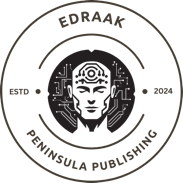 EDRAAK
ESTD
2024
PENINSULA PUBLISHING